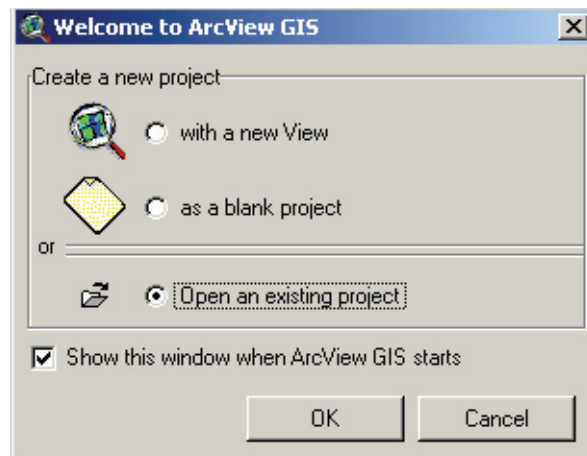 Welcome to ArcView GIS
Create a new project
with a new View
as a blank project
or
Open an existing project
Show this window when ArcView GIS starts
OK Cancel